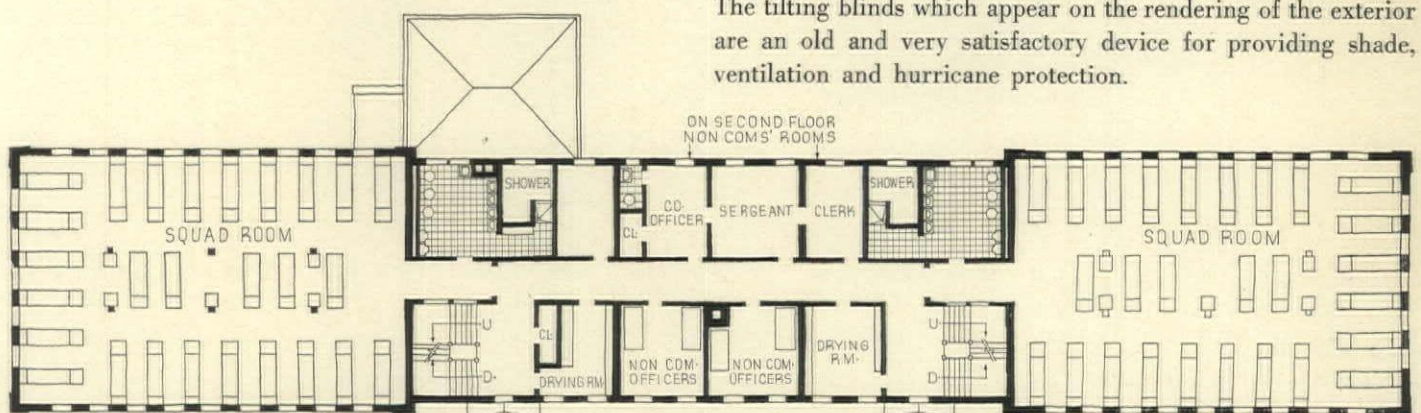 The tilting blinds which appear on the rendering of the exterior
are an old and very satisfactory device for providing shade,
ventilation and hurricane protection.
ON SECOND FLOOR
NON COMS' ROOMS
SQUAD ROOM
SHOWER
CL.
CO.
OFFICER
SERGEANT
CLERK
SHOWER
SQUAD ROOM
U
D
CL.
DRYING RM.
NON COM.
OFFICERS
NON COM.
OFFICERS
DRYING
RM.
U
D